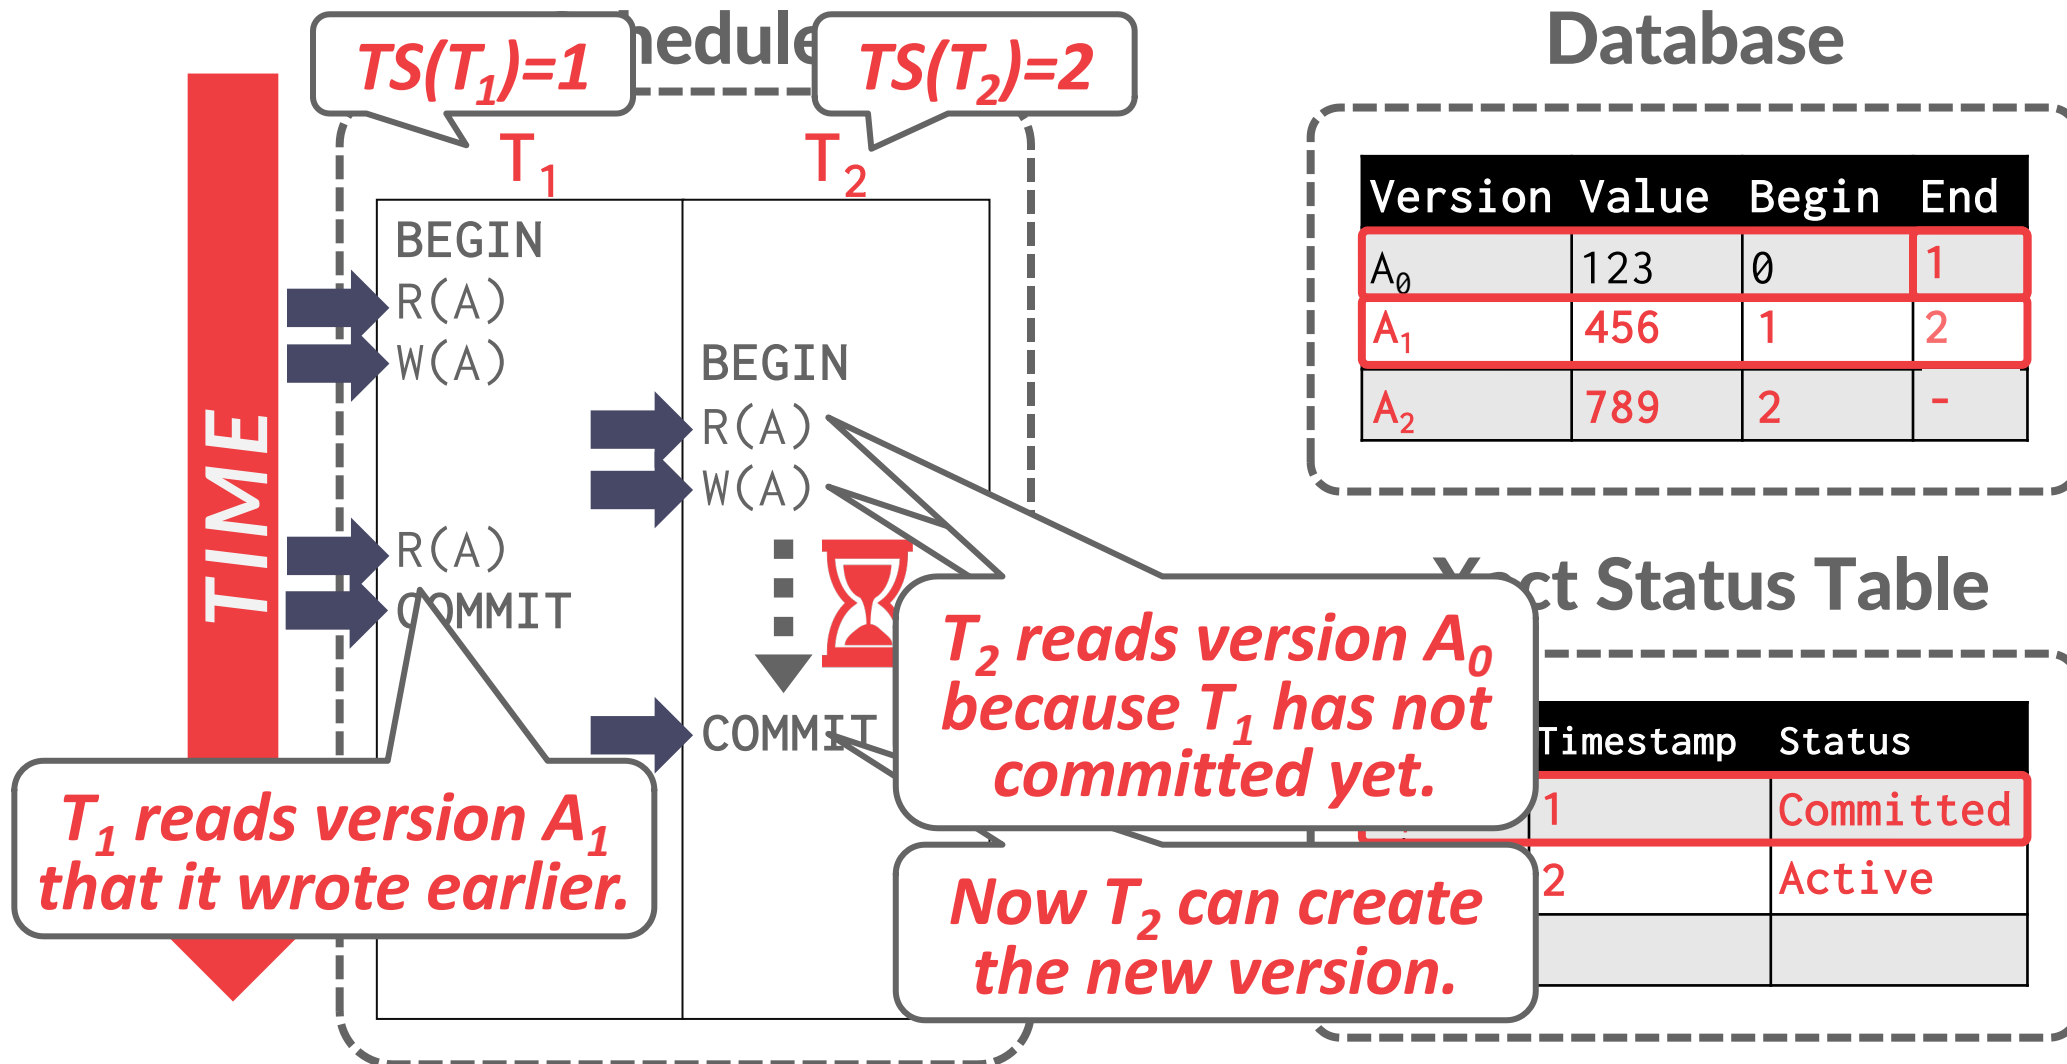 TS(T1)=1
hedule
TS(T2)=2
T1
T2
BEGIN
R(A)
W(A)
BEGIN
R(A)
W(A)
R(A)
COMMIT
COMMIT
TIME
T1 reads version A1
that it wrote earlier.
T2 reads version A0
because T1 has not
committed yet.
Now T2 can create
the new version.
Database
Version Value Begin End
A0 123 0 1
A1 456 1 2
A2 789 2 -
ct Status Table
Timestamp Status
1 Committed
2 Active